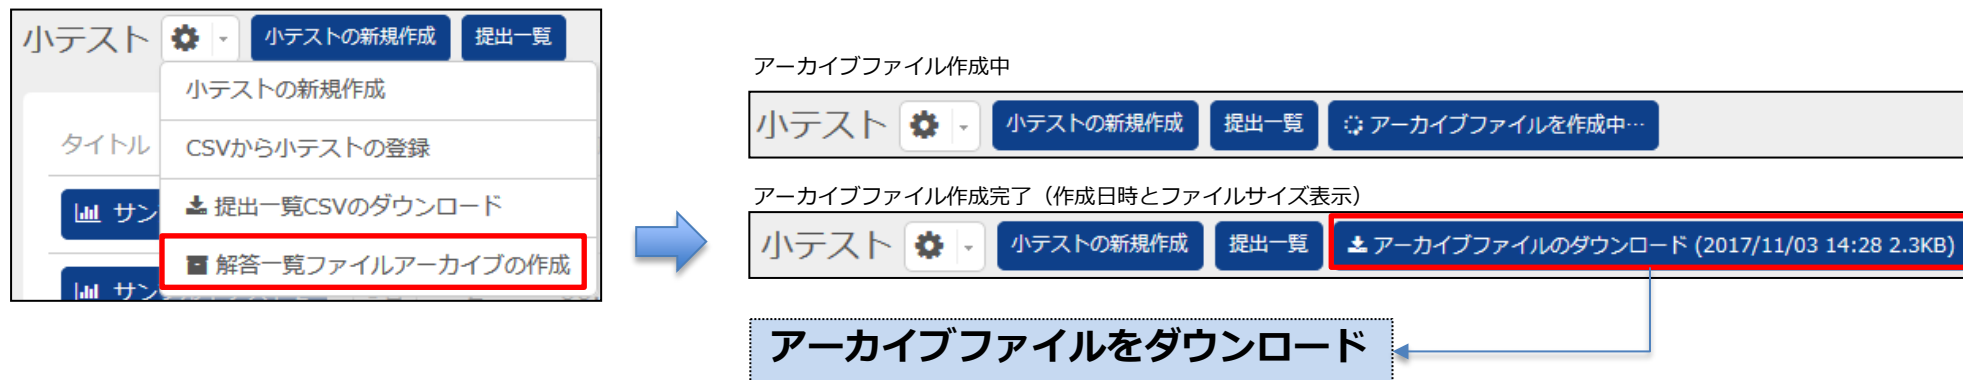 小テスト 小テストの新規作成 提出一覧
小テストの新規作成
タイトル CSVから小テストの登録
サン 提出一覧CSVのダウンロード
解答一覧ファイルアーカイブの作成
サン
アーカイブファイル作成中
小テスト 小テストの新規作成 提出一覧 アーカイブファイルを作成中…
アーカイブファイル作成完了（作成日時とファイルサイズ表示）
小テスト 小テストの新規作成 提出一覧 アーカイブファイルのダウンロード (2017/11/03 14:28 2.3KB)
アーカイブファイルをダウンロード